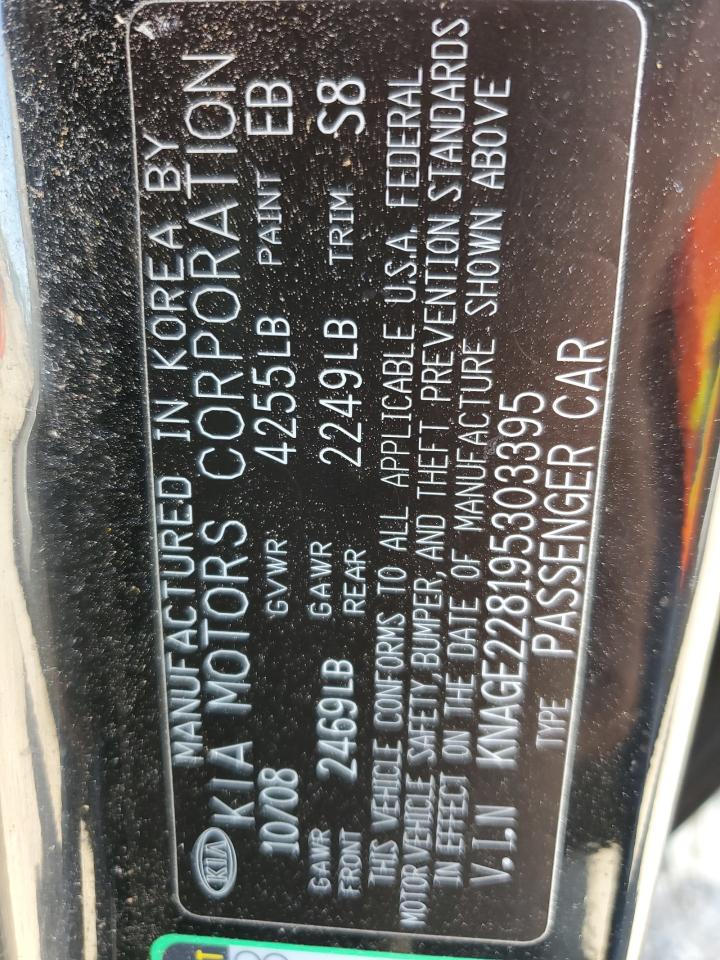 MANUFACTURED IN KOREA BY
KIA KIA MOTORS CORPORATION
10/08 GVWR 4255LB PAINT EB
GAWR FRONT 2469LB GAWR REAR 2249LB TRIM S8
THIS VEHICLE CONFORMS TO ALL APPLICABLE U.S.A. FEDERAL
MOTOR VEHICLE SAFETY, BUMPER, AND THEFT PREVENTION STANDARDS
IN EFFECT ON THE DATE OF MANUFACTURE SHOWN ABOVE
V.I.N KNAGE228195303395
TYPE PASSENGER CAR